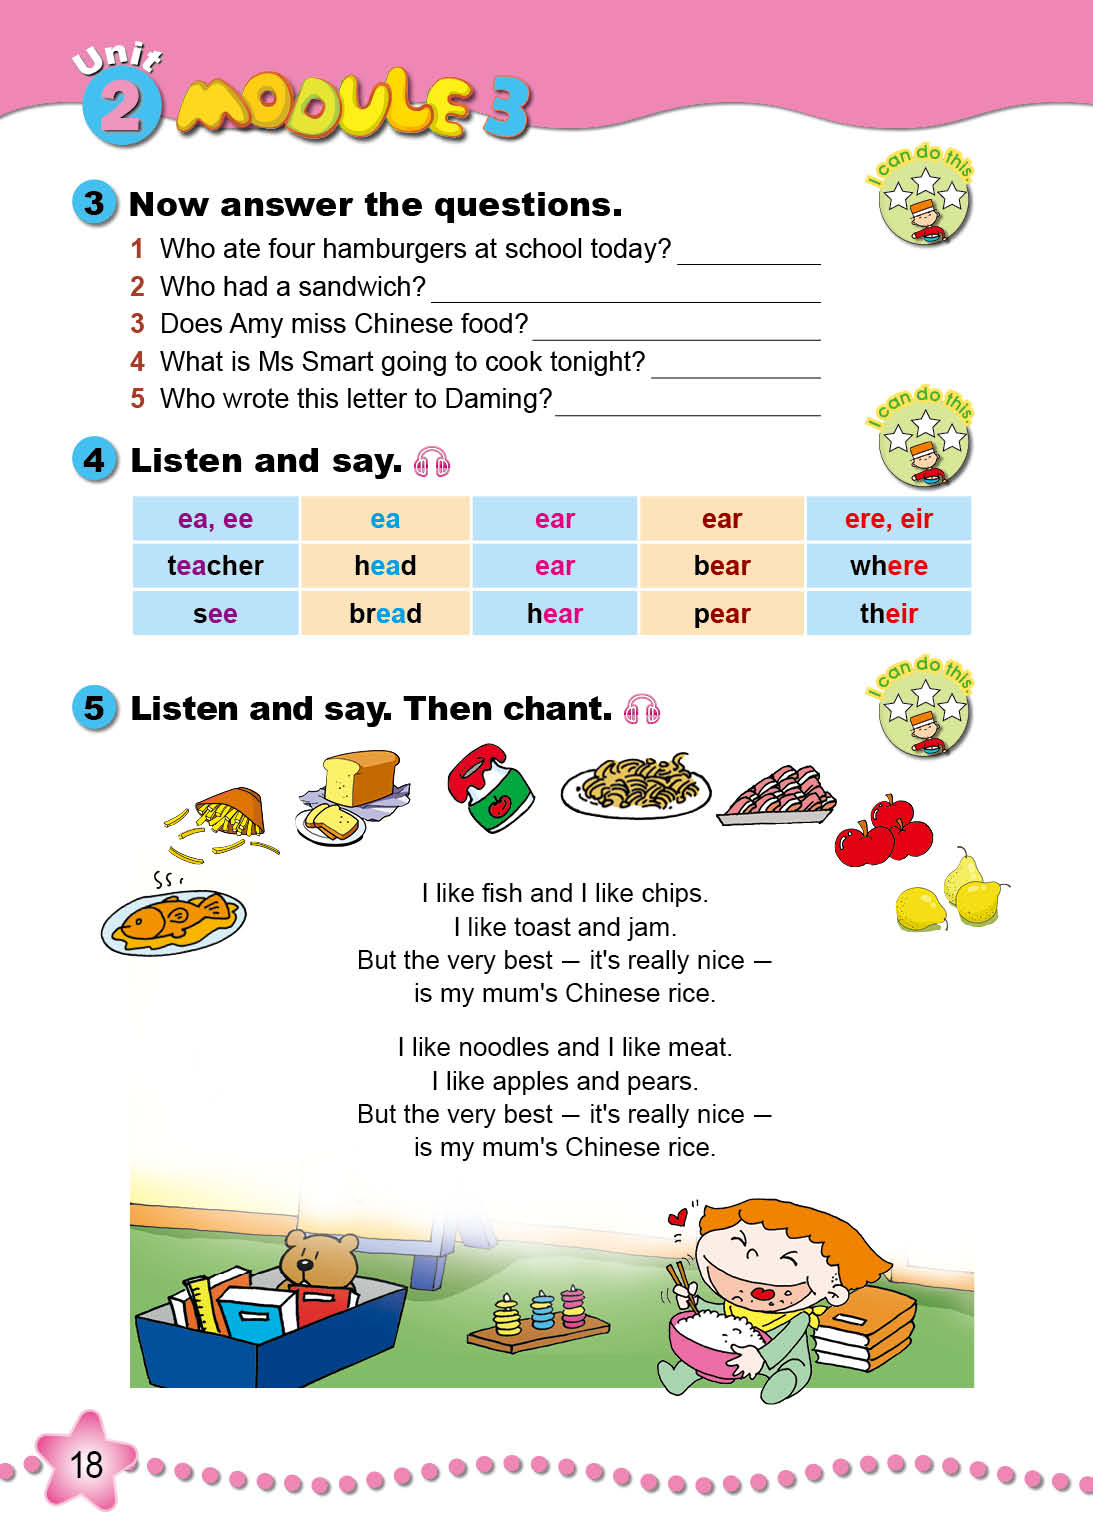 Unit
2 MODULE 3
I can do this.
3 Now answer the questions.
1 Who ate four hamburgers at school today?
2 Who had a sandwich?
3 Does Amy miss Chinese food?
4 What is Ms Smart going to cook tonight?
5 Who wrote this letter to Daming?
I can do this.
4 Listen and say.
ea, ee ea ear ear ere, eir
teacher head ear bear where
see bread hear pear their
I can do this.
5 Listen and say. Then chant.
I like fish and I like chips.
I like toast and jam.
But the very best — it's really nice —
is my mum's Chinese rice.
I like noodles and I like meat.
I like apples and pears.
But the very best — it's really nice —
is my mum's Chinese rice.
18